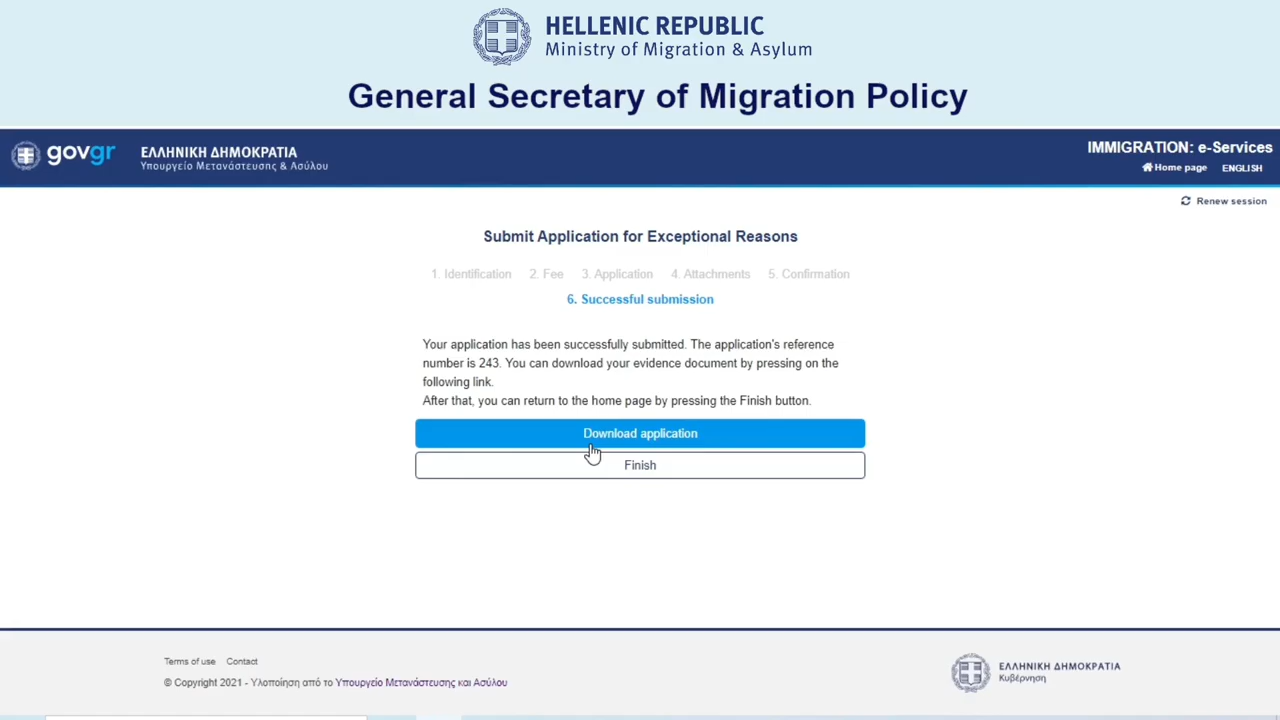 HELLENIC REPUBLIC
Ministry of Migration & Asylum
General Secretary of Migration Policy
govgr
ΕΛΛΗΝΙΚΗ ΔΗΜΟΚΡΑΤΙΑ
Υπουργείο Μετανάστευσης & Ασύλου
IMMIGRATION: e-Services
Home page ENGLISH
Renew session
Submit Application for Exceptional Reasons
1. Identification 2. Fee 3. Application 4. Attachments 5. Confirmation
6. Successful submission
Your application has been successfully submitted. The application's reference
number is 243. You can download your evidence document by pressing on the
following link.
After that, you can return to the home page by pressing the Finish button.
Download application
Finish
Terms of use Contact
© Copyright 2021 - Υλοποίηση από το Υπουργείο Μετανάστευσης και Ασύλου
ΕΛΛΗΝΙΚΗ ΔΗΜΟΚΡΑΤΙΑ
Κυβέρνηση